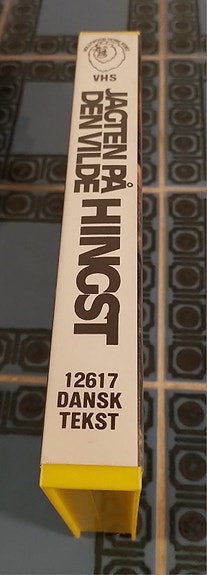 VHS
JAGTEN PÅ
DEN VILDE
HINGST
12617
DANSK
TEKST